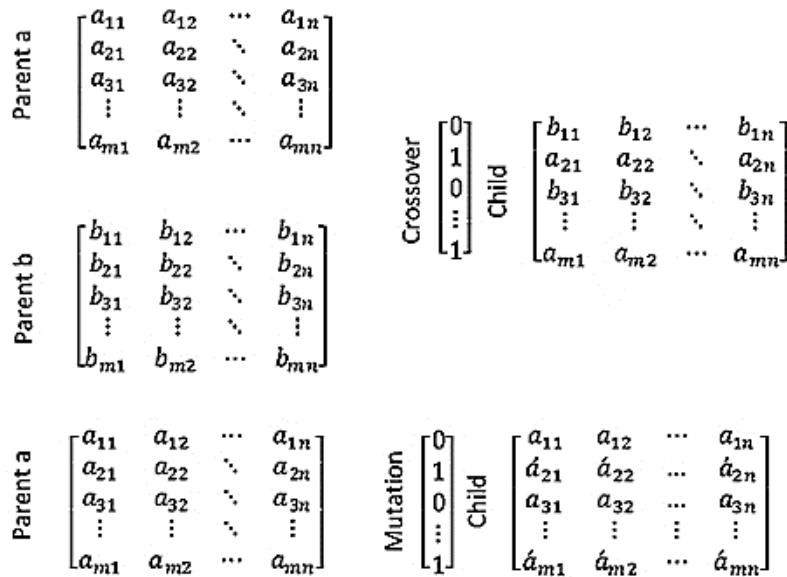 Parent a
a11 a12 ⋯ a1n
a21 a22 ⋱ a2n
a31 a32 ⋱ a3n
⋮ ⋮ ⋱ ⋮
am1 am2 ⋯ amn
Parent b
b11 b12 ⋯ b1n
b21 b22 ⋱ b2n
b31 b32 ⋱ b3n
⋮ ⋮ ⋱ ⋮
bm1 bm2 ⋯ bmn
Crossover
0
1
0
⋮
1
Child
b11 b12 ⋯ b1n
a21 a22 ⋱ a2n
b31 b32 ⋱ b3n
⋮ ⋮ ⋱ ⋮
am1 am2 ⋯ amn
Parent a
a11 a12 ⋯ a1n
a21 a22 ⋱ a2n
a31 a32 ⋱ a3n
⋮ ⋮ ⋱ ⋮
am1 am2 ⋯ amn
Mutation
0
1
0
⋮
1
Child
a11 a12 ⋯ a1n
á21 á22 … á2n
a31 a32 … a3n
⋮ ⋮ ⋮ ⋮
ám1 ám2 ⋯ ámn